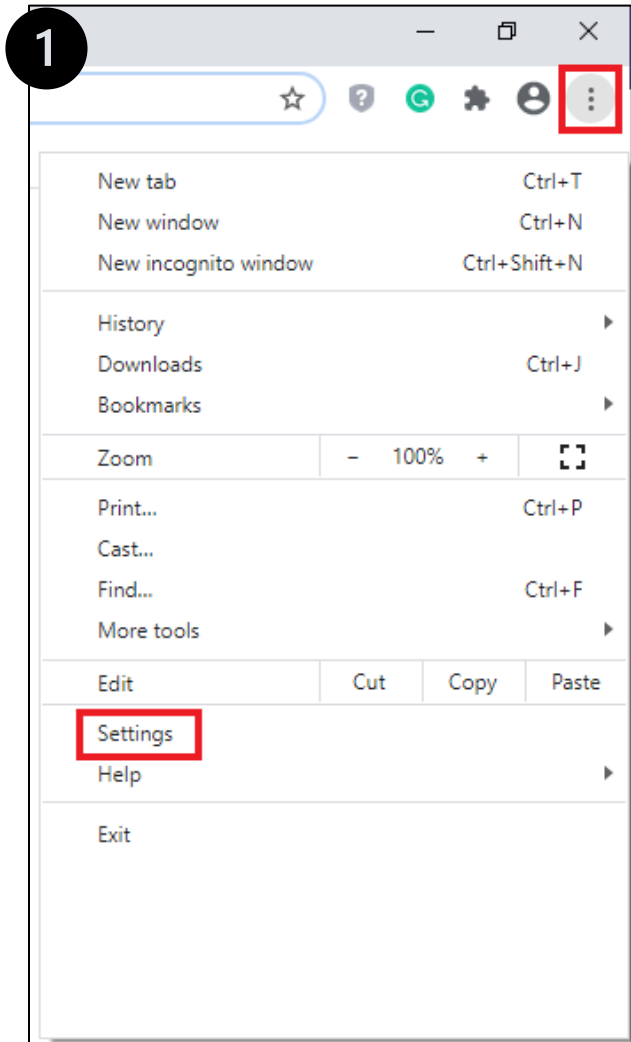 1
New tab Ctrl+T
New window Ctrl+N
New incognito window Ctrl+Shift+N
History
Downloads Ctrl+J
Bookmarks
Zoom - 100% +
Print... Ctrl+P
Cast...
Find... Ctrl+F
More tools
Edit Cut Copy Paste
Settings
Help
Exit